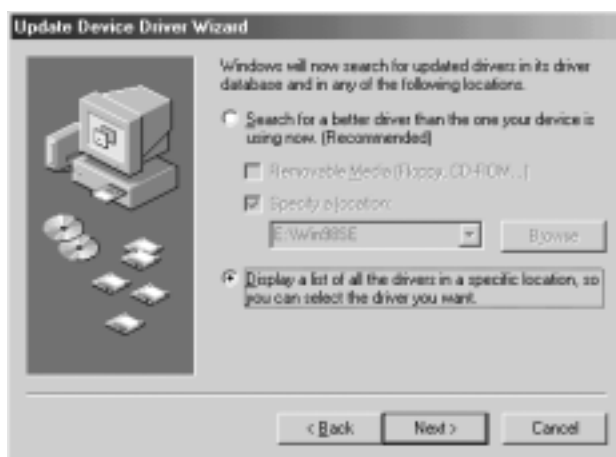 Update Device Driver Wizard
Windows will now search for updated drivers in its driver
database and in any of the following locations.
Search for a better driver than the one your device is
using now. (Recommended)
Removable Media (Floppy, CD-ROM...)
Specify a location:
E:\Win98SE
Browse
Display a list of all the drivers in a specific location, so
you can select the driver you want.
< Back
Next >
Cancel